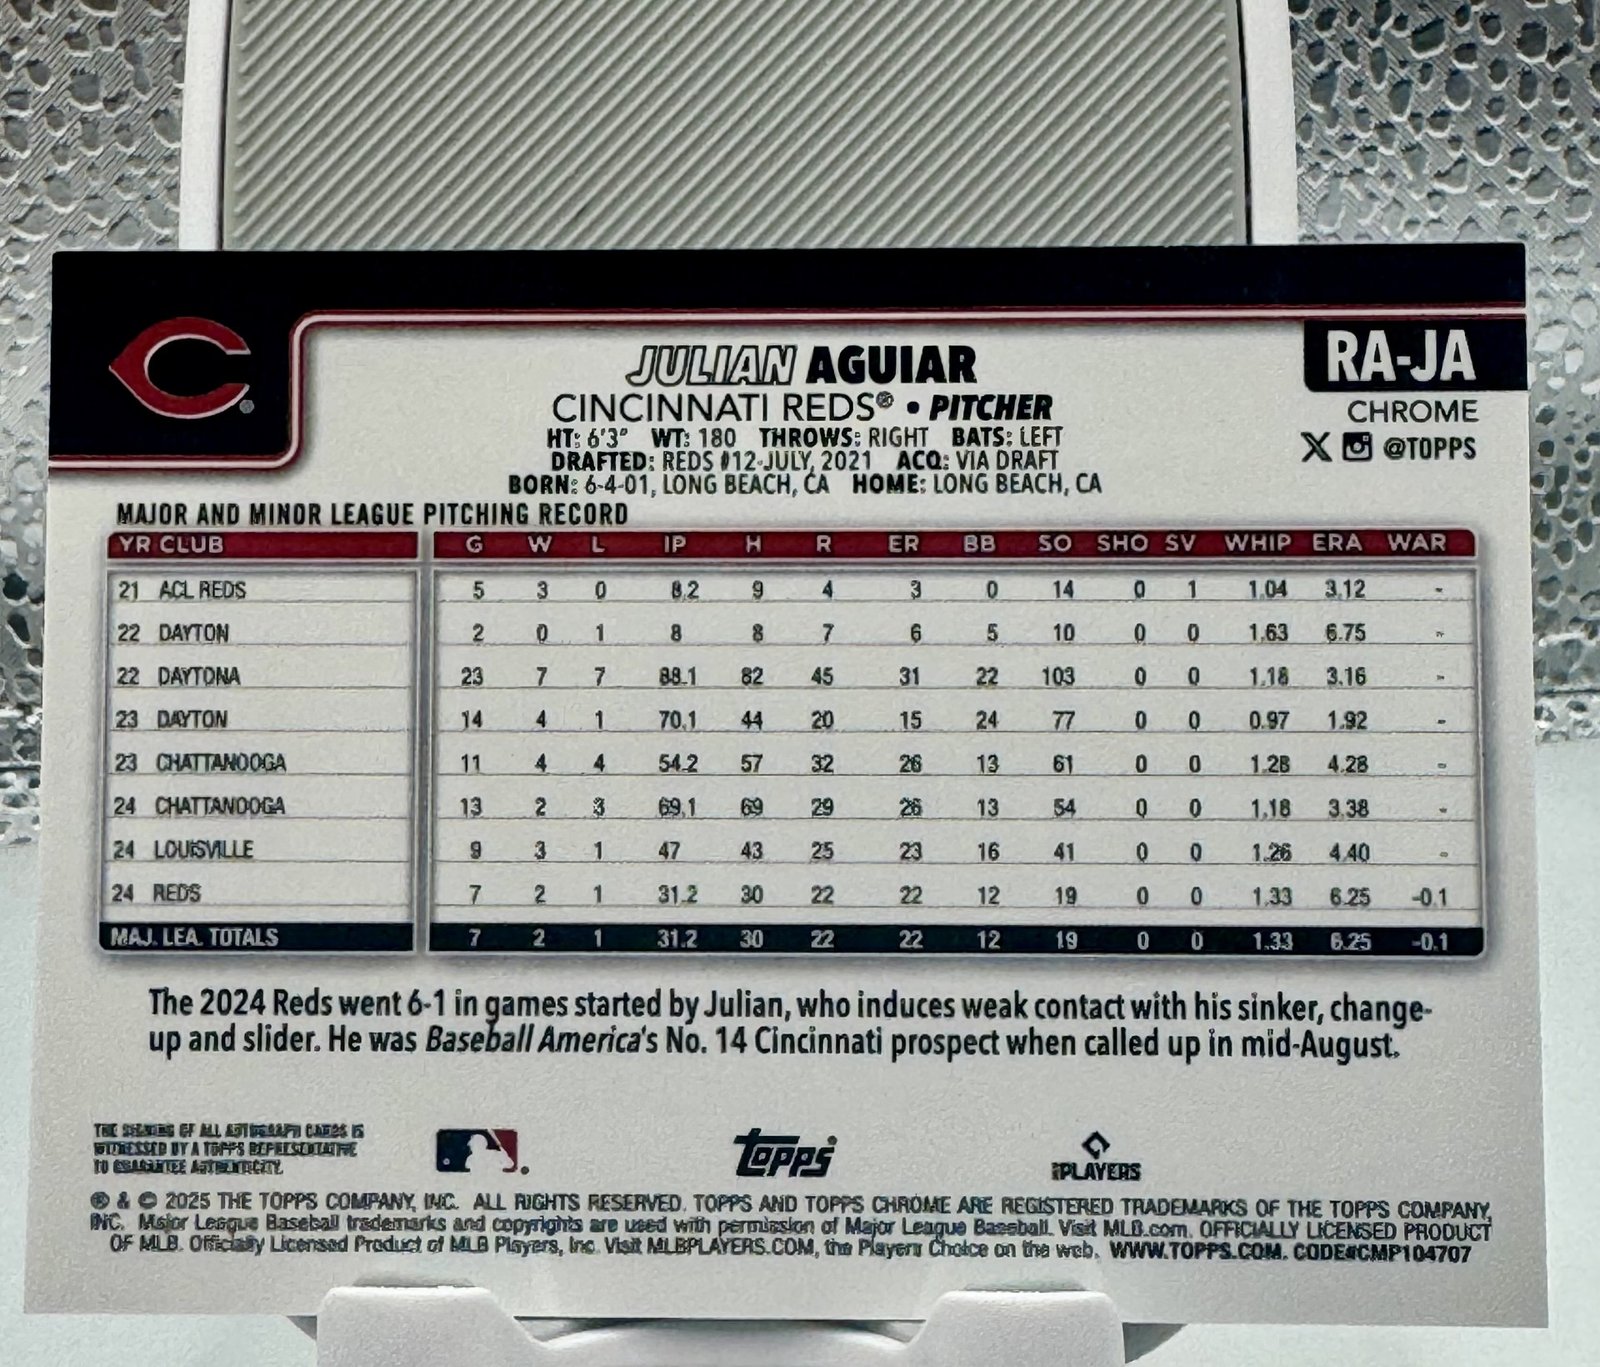 JULIAN AGUIAR
RA-JA
CINCINNATI REDS® • PITCHER
CHROME
HT: 6'3" WT: 180 THROWS: RIGHT BATS: LEFT
@TOPPS
DRAFTED: REDS #12-JULY, 2021 ACQ: VIA DRAFT
BORN: 6-4-01, LONG BEACH, CA HOME: LONG BEACH, CA
MAJOR AND MINOR LEAGUE PITCHING RECORD
YR CLUB G W L IP H R ER BB SO SHO SV WHIP ERA WAR
21 ACL REDS 5 3 0 8.2 9 4 3 0 14 0 1 1.04 3.12 -
22 DAYTON 2 0 1 8 8 7 6 5 10 0 0 1.63 6.75 -
22 DAYTONA 23 7 7 88.1 82 45 31 22 103 0 0 1.18 3.16 -
23 DAYTON 14 4 1 70.1 44 20 15 24 77 0 0 0.97 1.92 -
23 CHATTANOOGA 11 4 4 54.2 57 32 26 13 61 0 0 1.28 4.28 -
24 CHATTANOOGA 13 2 3 69.1 69 29 26 13 54 0 0 1.18 3.38 -
24 LOUISVILLE 9 3 1 47 43 25 23 16 41 0 0 1.26 4.40 -
24 REDS 7 2 1 31.2 30 22 22 12 19 0 0 1.33 6.25 -0.1
MAJ. LEA. TOTALS 7 2 1 31.2 30 22 22 12 19 0 0 1.33 6.25 -0.1
The 2024 Reds went 6-1 in games started by Julian, who induces weak contact with his sinker, change-
up and slider. He was Baseball America's No. 14 Cincinnati prospect when called up in mid-August.
THE SIGNING OF ALL AUTOGRAPH CARDS IS
WITNESSED BY A TOPPS REPRESENTATIVE
TO GUARANTEE AUTHENTICITY.
topps
PLAYERS
® & © 2025 THE TOPPS COMPANY, INC. ALL RIGHTS RESERVED. TOPPS AND TOPPS CHROME ARE REGISTERED TRADEMARKS OF THE TOPPS COMPANY,
INC. Major League Baseball trademarks and copyrights are used with permission of Major League Baseball. Visit MLB.com. OFFICIALLY LICENSED PRODUCT
OF MLB. Officially Licensed Product of MLB Players, Inc. Visit MLBPLAYERS.COM, the Players Choice on the web. WWW.TOPPS.COM. CODE#CMP104707